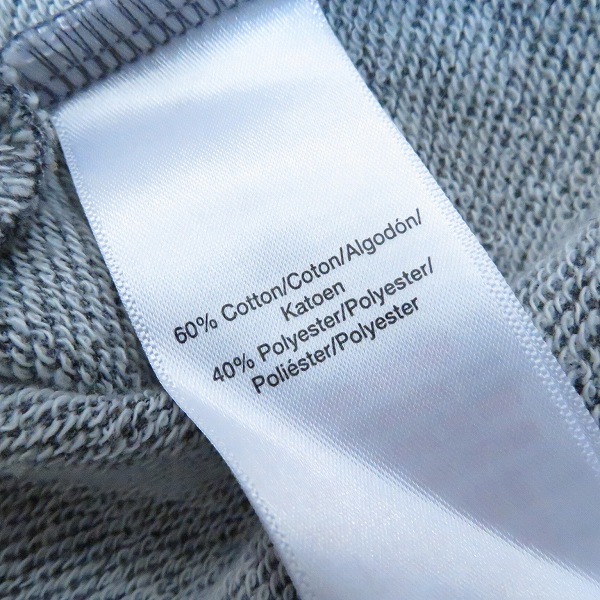 60% Cotton/Coton/Algodón/
Katoen
40% Polyester/Polyester/
Poliéster/Polyester